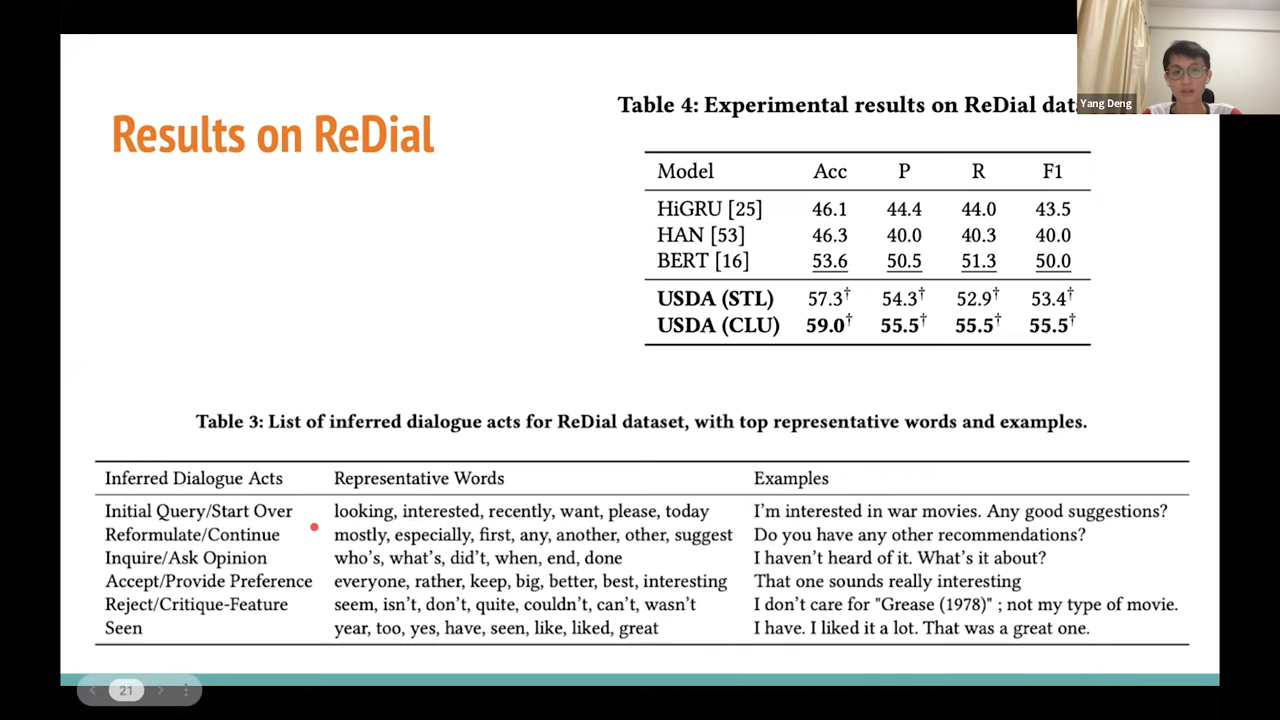 Results on ReDial
Table 4: Experimental results on ReDial
Yang Deng
Model Acc P R F1
HiGRU [25] 46.1 44.4 44.0 43.5
HAN [53] 46.3 40.0 40.3 40.0
BERT [16] 53.6 50.5 51.3 50.0
USDA (STL) 57.3† 54.3† 52.9† 53.4†
USDA (CLU) 59.0† 55.5† 55.5† 55.5†
Table 3: List of inferred dialogue acts for ReDial dataset, with top representative words and examples.
Inferred Dialogue Acts Representative Words Examples
Initial Query/Start Over looking, interested, recently, want, please, today I'm interested in war movies. Any good suggestions?
Reformulate/Continue mostly, especially, first, any, another, other, suggest Do you have any other recommendations?
Inquire/Ask Opinion who's, what's, did't, when, end, done I haven't heard of it. What's it about?
Accept/Provide Preference everyone, rather, keep, big, better, best, interesting That one sounds really interesting
Reject/Critique-Feature seem, isn't, don't, quite, couldn't, can't, wasn't I don't care for "Grease (1978)" ; not my type of movie.
Seen year, too, yes, have, seen, like, liked, great I have. I liked it a lot. That was a great one.
21